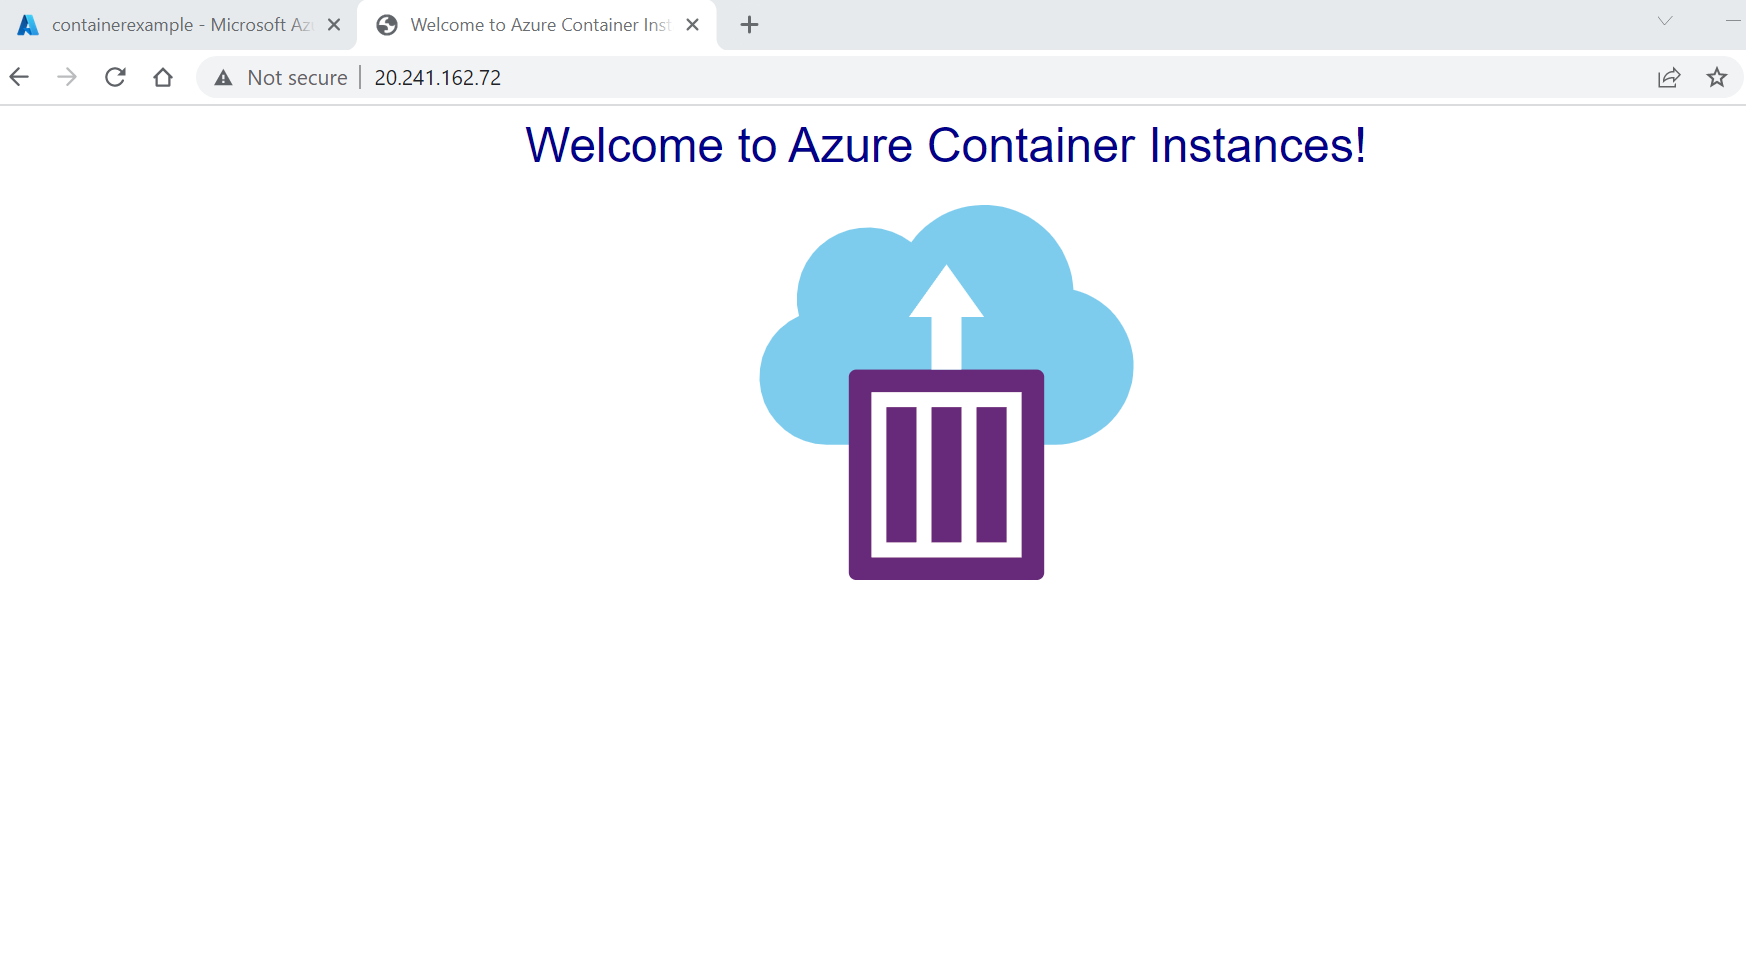 containerexample - Microsoft Az
Welcome to Azure Container Inst
Not secure
20.241.162.72
Welcome to Azure Container Instances!